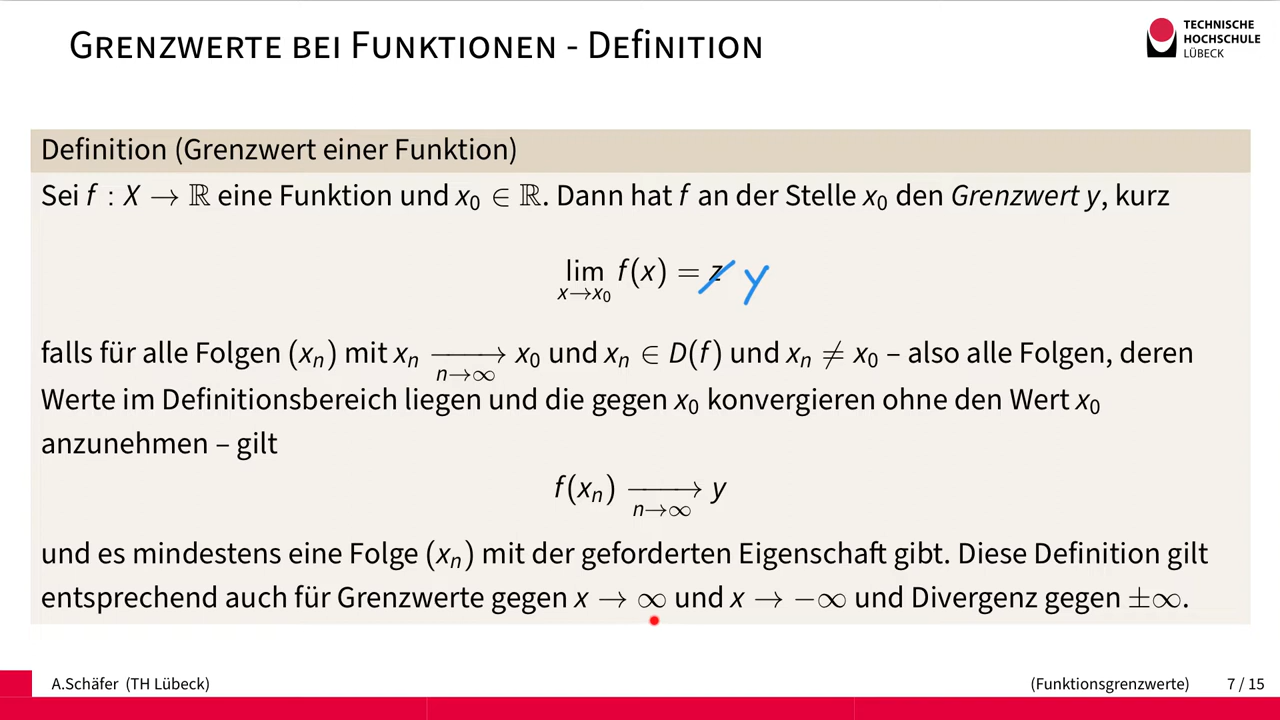 GRENZWERTE BEI FUNKTIONEN - DEFINITION
TECHNISCHE
HOCHSCHULE
LÜBECK
Definition (Grenzwert einer Funktion)
Sei f : X → ℝ eine Funktion und x₀ ∈ ℝ. Dann hat f an der Stelle x₀ den Grenzwert y, kurz
lim f(x) = z y
x→x₀
falls für alle Folgen (xₙ) mit xₙ ⟶ x₀ und xₙ ∈ D(f) und xₙ ≠ x₀ – also alle Folgen, deren
n→∞
Werte im Definitionsbereich liegen und die gegen x₀ konvergieren ohne den Wert x₀
anzunehmen – gilt
f(xₙ) ⟶ y
n→∞
und es mindestens eine Folge (xₙ) mit der geforderten Eigenschaft gibt. Diese Definition gilt
entsprechend auch für Grenzwerte gegen x → ∞ und x → −∞ und Divergenz gegen ±∞.
A.Schäfer (TH Lübeck) (Funktionsgrenzwerte) 7 / 15